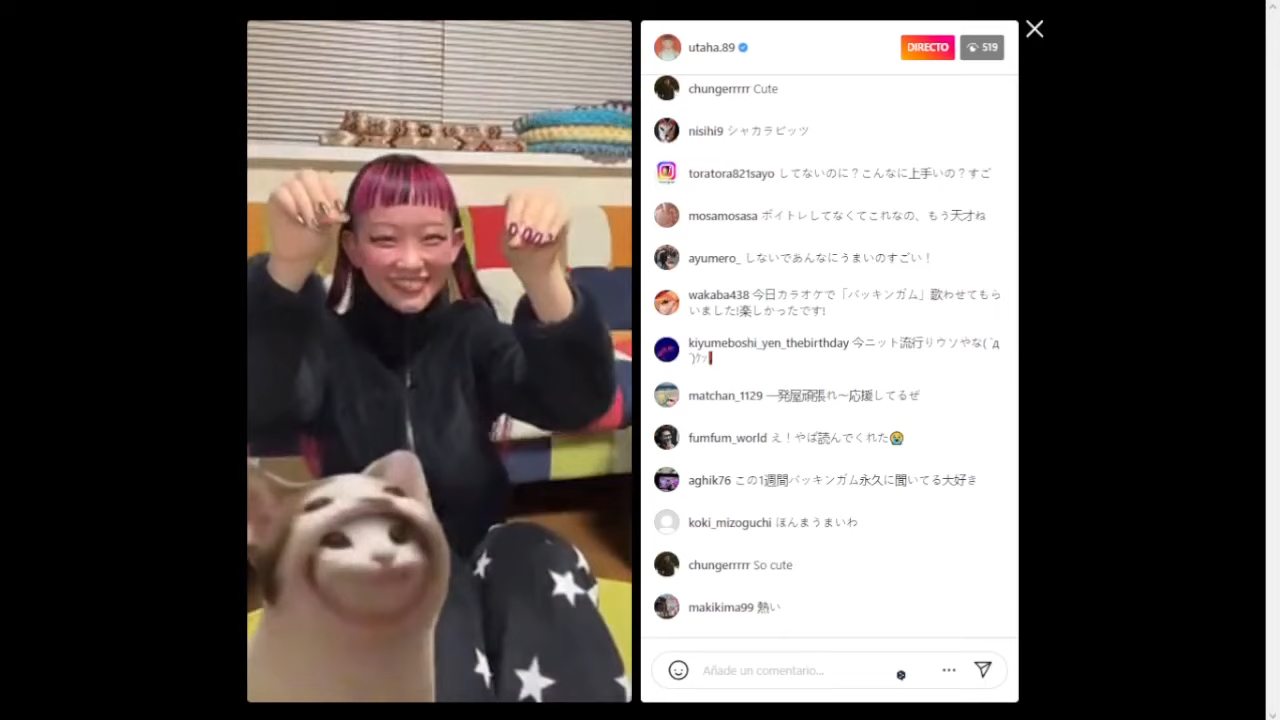 utaha.89
DIRECTO
519
chungerrrrr Cute
nisihi9 シャカラビッツ
toratora821sayo してないのに？こんなに上手いの？すご
mosamosasa ボイトレしてなくてこれなの、もう天才ね
ayumero_ しないであんなにうまいのすごい！
wakaba438 今日カラオケで「バッキンガム」歌わせてもら
いました!楽しかったです!
kiyumeboshi_yen_thebirthday 今ニット流行りウソやな( ´д
`)ｸｯ❗
matchan_1129 一発屋頑張れ〜応援してるぜ
fumfum_world え！やば読んでくれた😭
aghik76 この1週間バッキンガム永久に聞いてる大好き
koki_mizoguchi ほんまうまいわ
chungerrrrr So cute
makikima99 熱い
Añade un comentario...